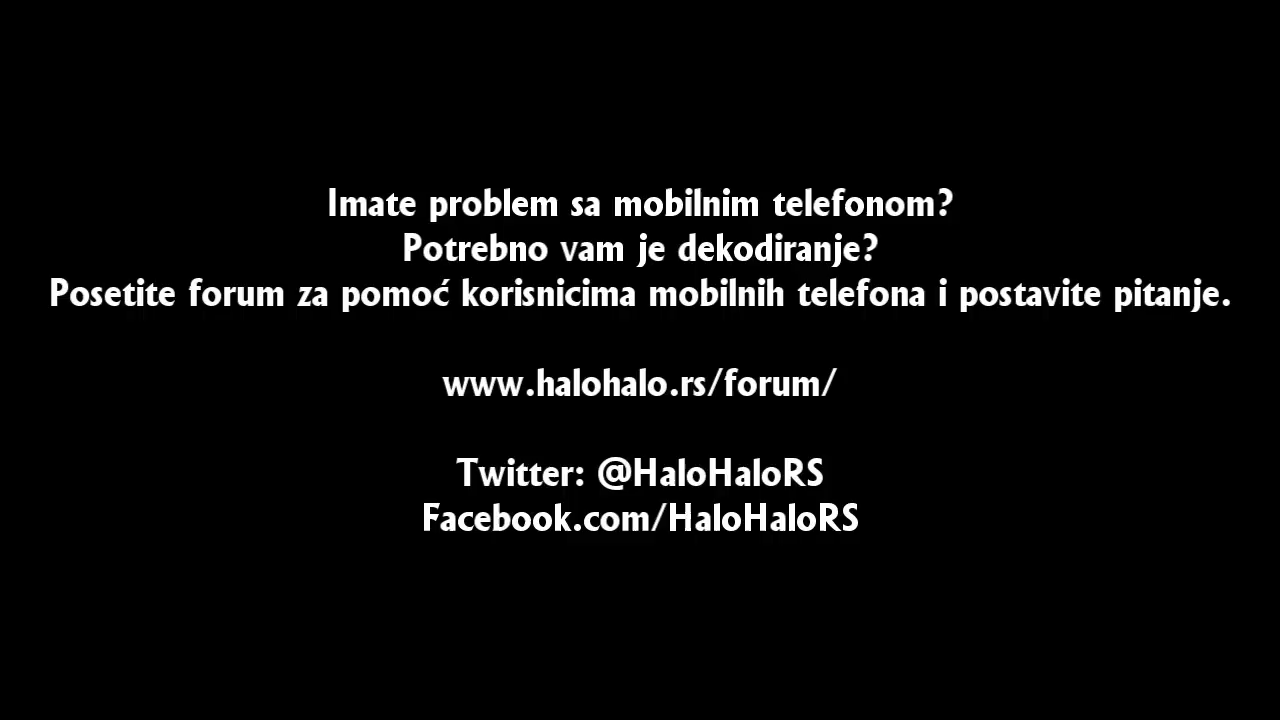 Imate problem sa mobilnim telefonom?
Potrebno vam je dekodiranje?
Posetite forum za pomoć korisnicima mobilnih telefona i postavite pitanje.
www.halohalo.rs/forum/
Twitter: @HaloHaloRS
Facebook.com/HaloHaloRS